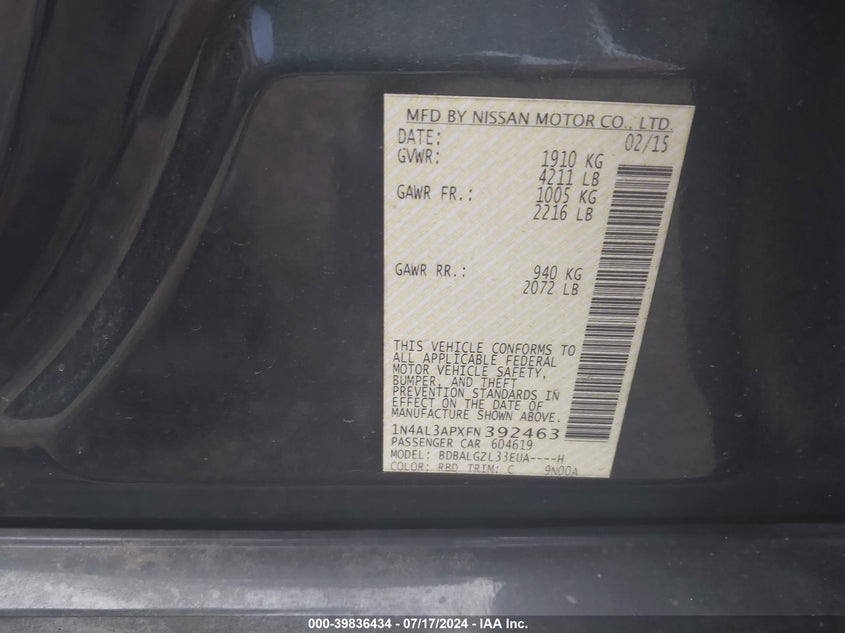 MFD BY NISSAN MOTOR CO., LTD.
DATE: 02/15
GVWR: 1910 KG
4211 LB
GAWR FR.: 1005 KG
2216 LB
GAWR RR.: 940 KG
2072 LB
THIS VEHICLE CONFORMS TO
ALL APPLICABLE FEDERAL
MOTOR VEHICLE SAFETY,
BUMPER, AND THEFT
PREVENTION STANDARDS IN
EFFECT ON THE DATE OF
MANUFACTURE SHOWN ABOVE.
1N4AL3APXFN392463
PASSENGER CAR 604619
MODEL: BDBALGZL33EUA----H
COLOR: RBD TRIM: C 9N00A
000-39836434 - 07/17/2024 - IAA Inc.